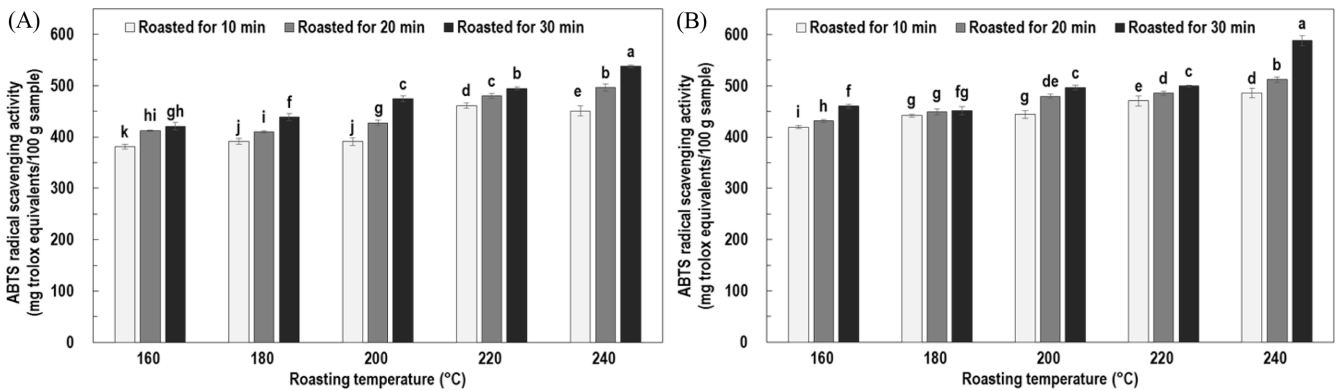 (A)
ABTS radical scavenging activity
(mg trolox equivalents/100 g sample)
600
500
400
300
200
100
0
Roasted for 10 min Roasted for 20 min Roasted for 30 min
k hi gh
j i f
j g c
d c b
e b a
160 180 200 220 240
Roasting temperature (°C)
(B)
ABTS radical scavenging activity
(mg trolox equivalents/100 g sample)
600
500
400
300
200
100
0
Roasted for 10 min Roasted for 20 min Roasted for 30 min
i h f
g g fg
g de c
e d c
d b a
160 180 200 220 240
Roasting temperature (°C)